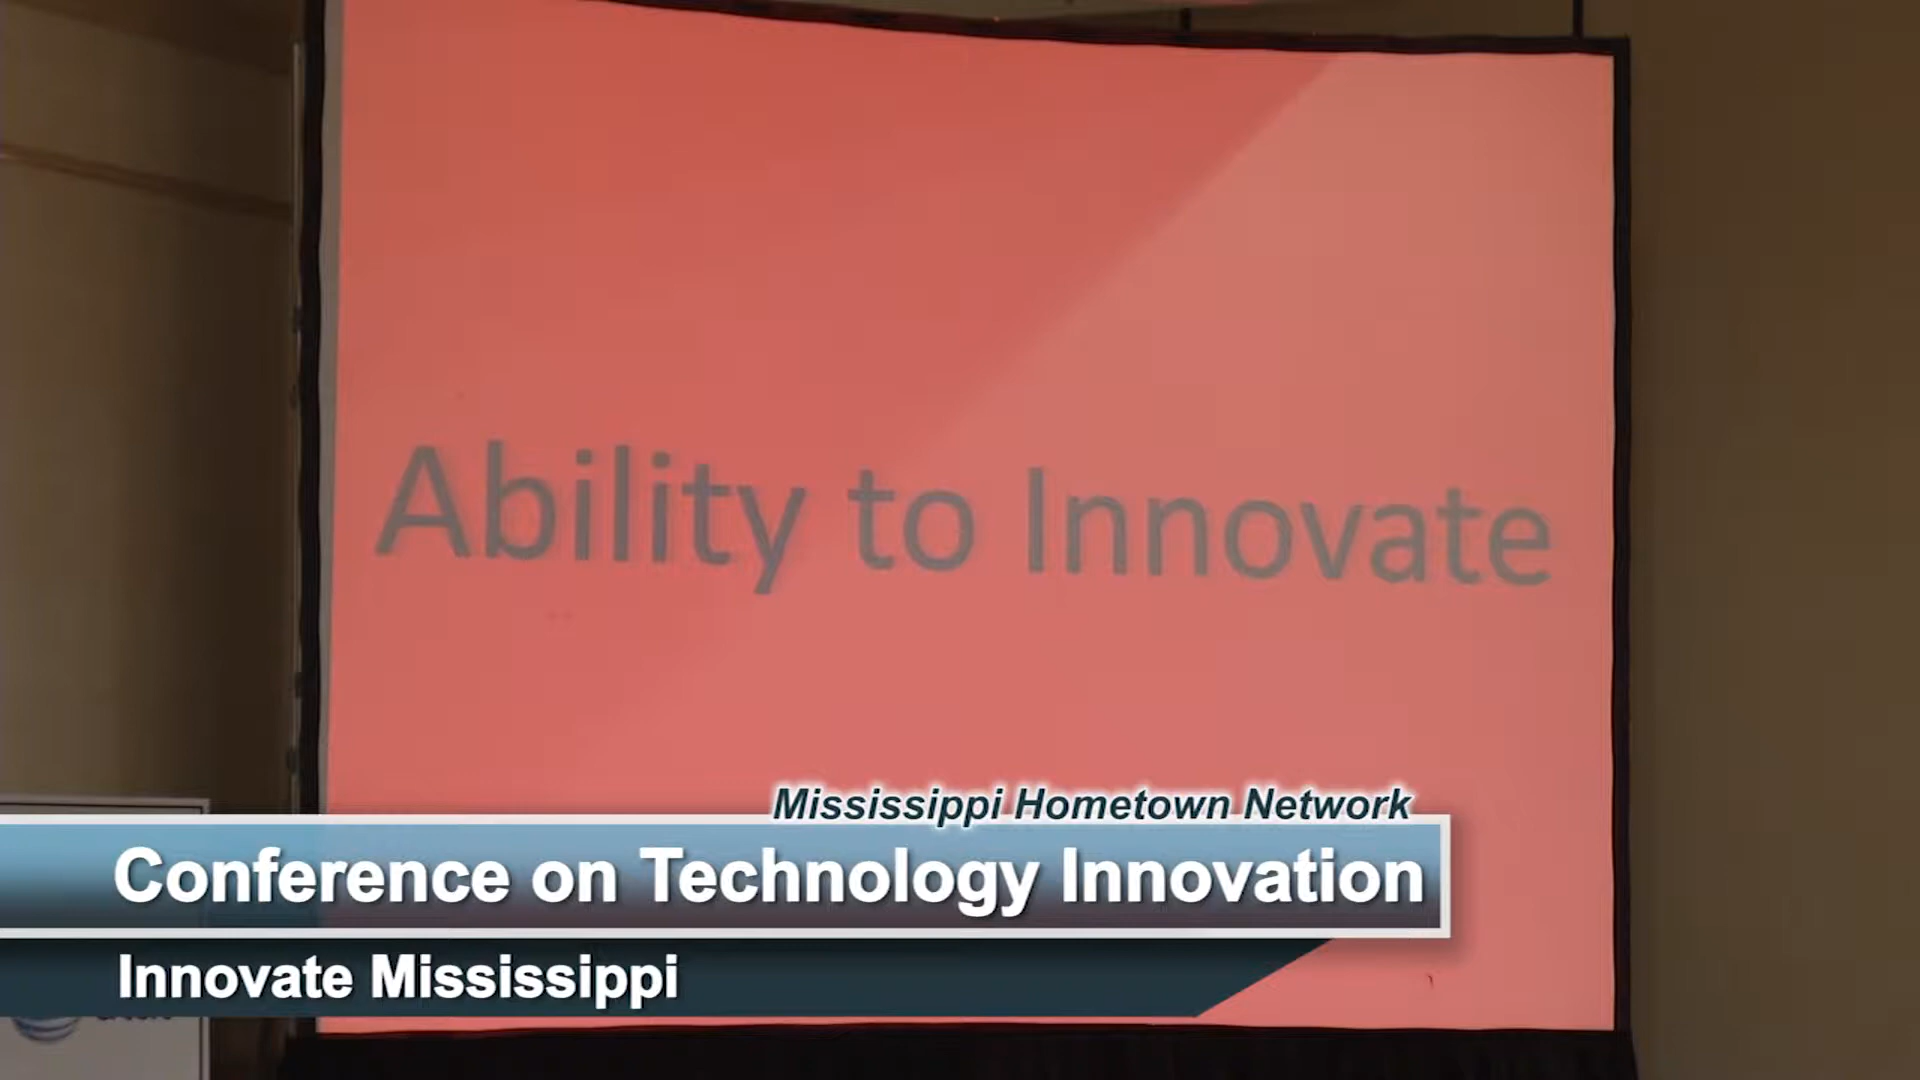 Ability to Innovate
Mississippi Hometown Network
Conference on Technology Innovation
Innovate Mississippi